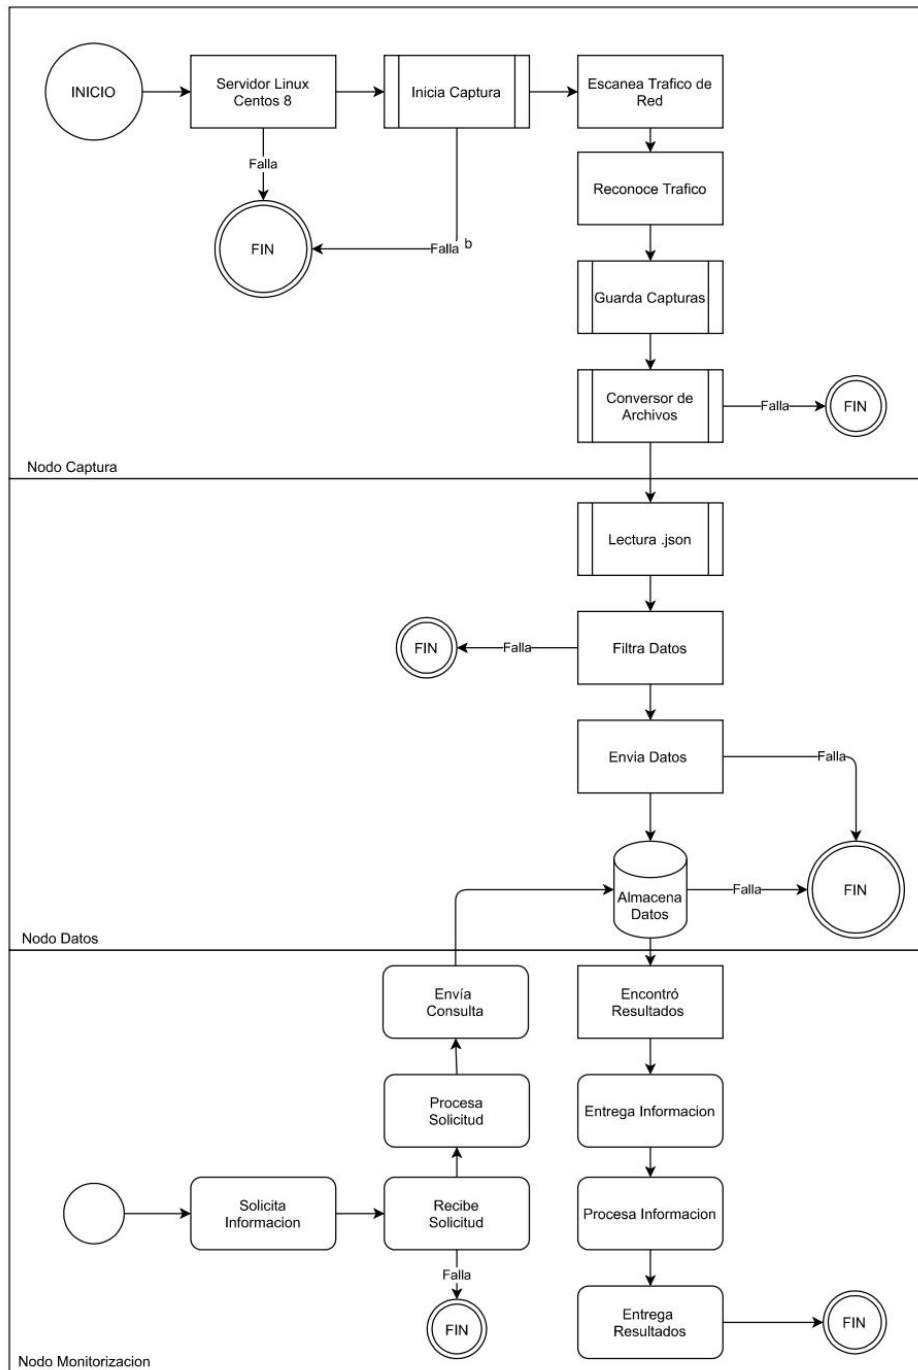 INICIO
Servidor Linux
Centos 8
Inicia Captura
Escanea Trafico de
Red
Falla
Reconoce Trafico
FIN
Falla
b
Guarda Capturas
Conversor de
Archivos
Falla
FIN
Nodo Captura
Lectura .json
FIN
Falla
Filtra Datos
Envia Datos
Falla
Almacena
Datos
Falla
FIN
Nodo Datos
Envía
Consulta
Encontró
Resultados
Procesa
Solicitud
Entrega Informacion
Solicita
Informacion
Recibe
Solicitud
Procesa Informacion
Falla
FIN
Entrega
Resultados
FIN
Nodo Monitorizacion